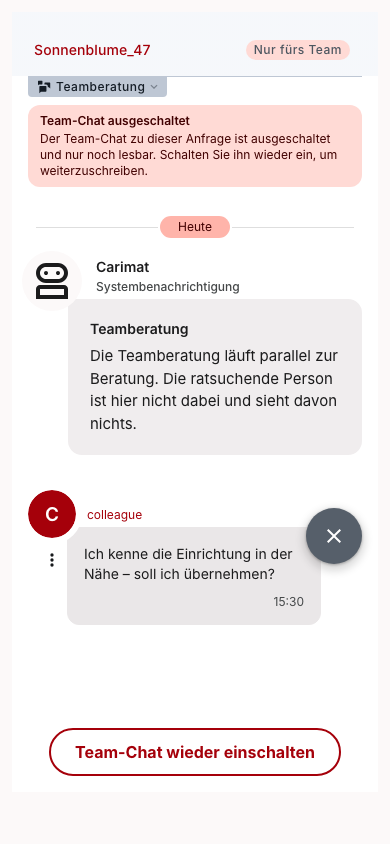 Sonnenblume_47
Nur fürs Team
Teamberatung
Team-Chat ausgeschaltet
Der Team-Chat zu dieser Anfrage ist ausgeschaltet
und nur noch lesbar. Schalten Sie ihn wieder ein, um
weiterzuschreiben.
Heute
Carimat
Systembenachrichtigung
Teamberatung
Die Teamberatung läuft parallel zur
Beratung. Die ratsuchende Person
ist hier nicht dabei und sieht davon
nichts.
C
colleague
Ich kenne die Einrichtung in der
Nähe – soll ich übernehmen?
15:30
Team-Chat wieder einschalten